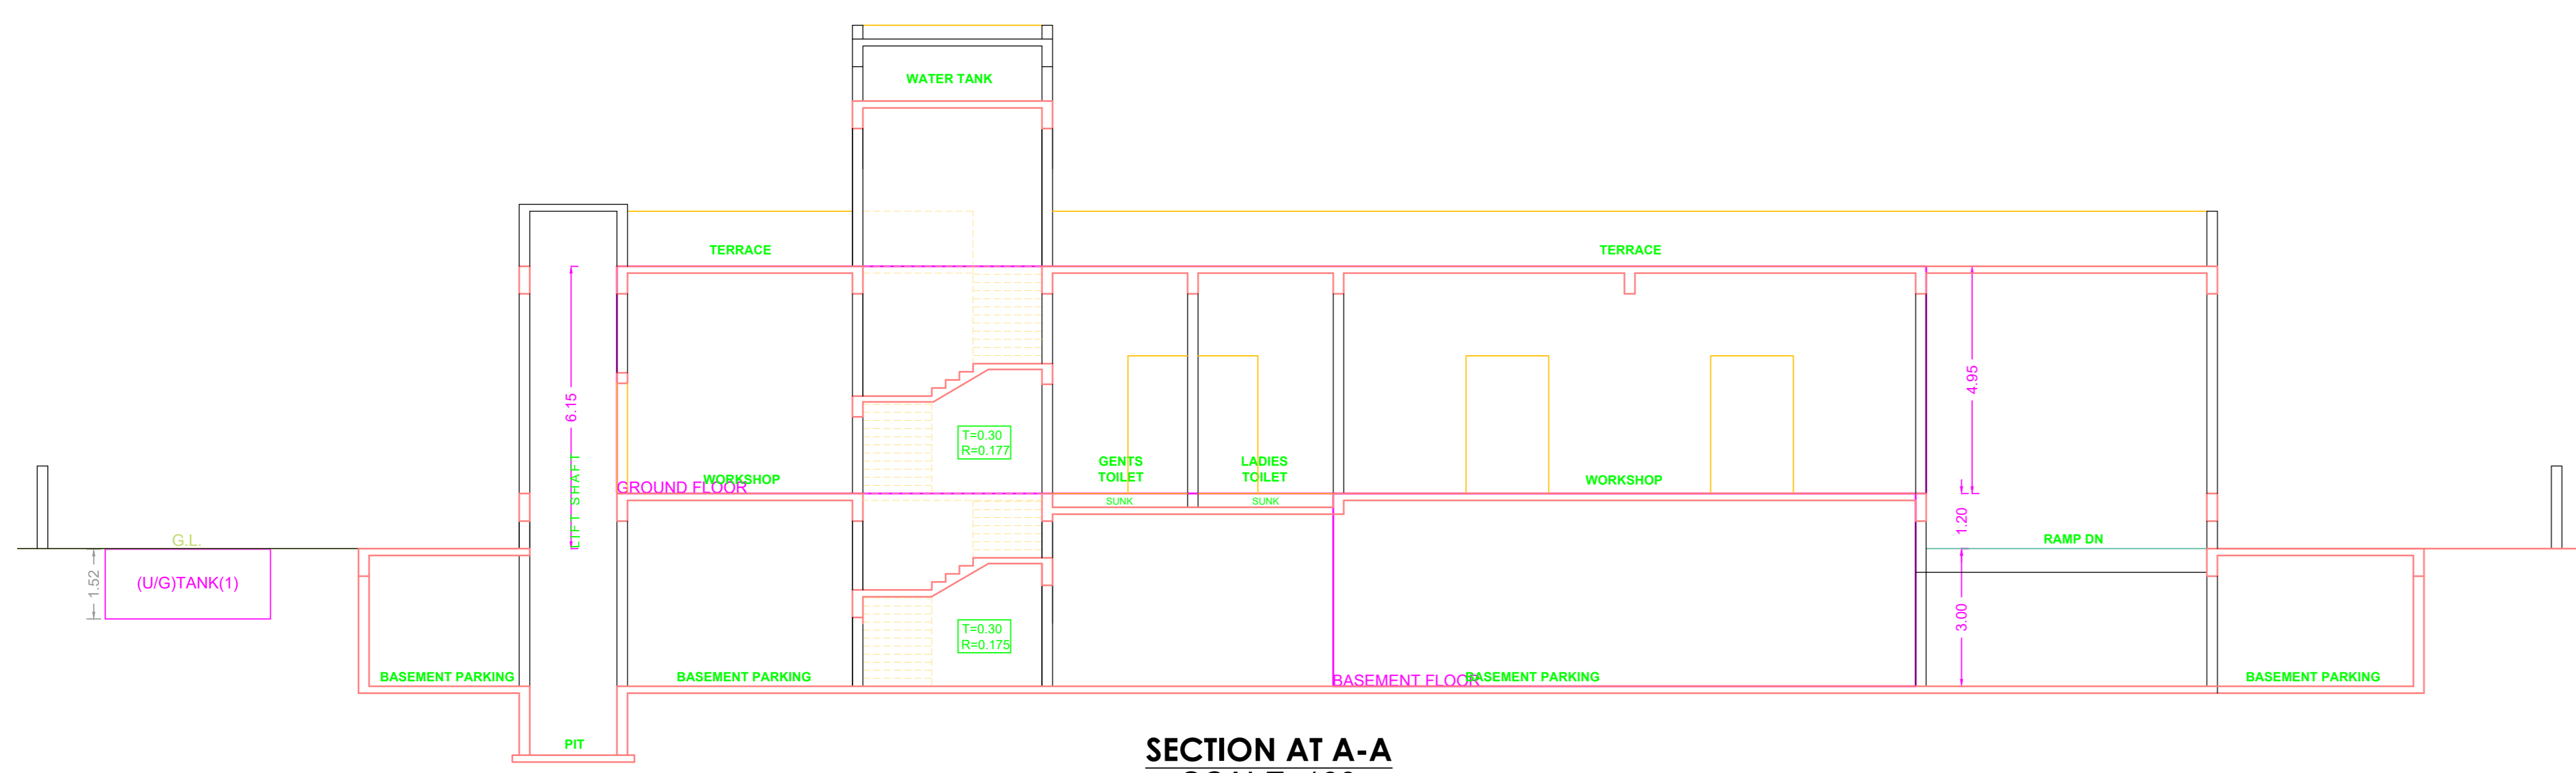 WATER TANK
TERRACE
TERRACE
6.15
4.95
T=0.30
R=0.177
GENTS
TOILET
LADIES
TOILET
WORKSHOP
WORKSHOP
GROUND FLOOR
LIFT SHAFT
SUNK
SUNK
1.20
G.L.
RAMP DN
1.52
(U/G)TANK(1)
3.00
T=0.30
R=0.175
BASEMENT PARKING
BASEMENT PARKING
BASEMENT FLOOR
BASEMENT PARKING
BASEMENT PARKING
PIT
SECTION AT A-A